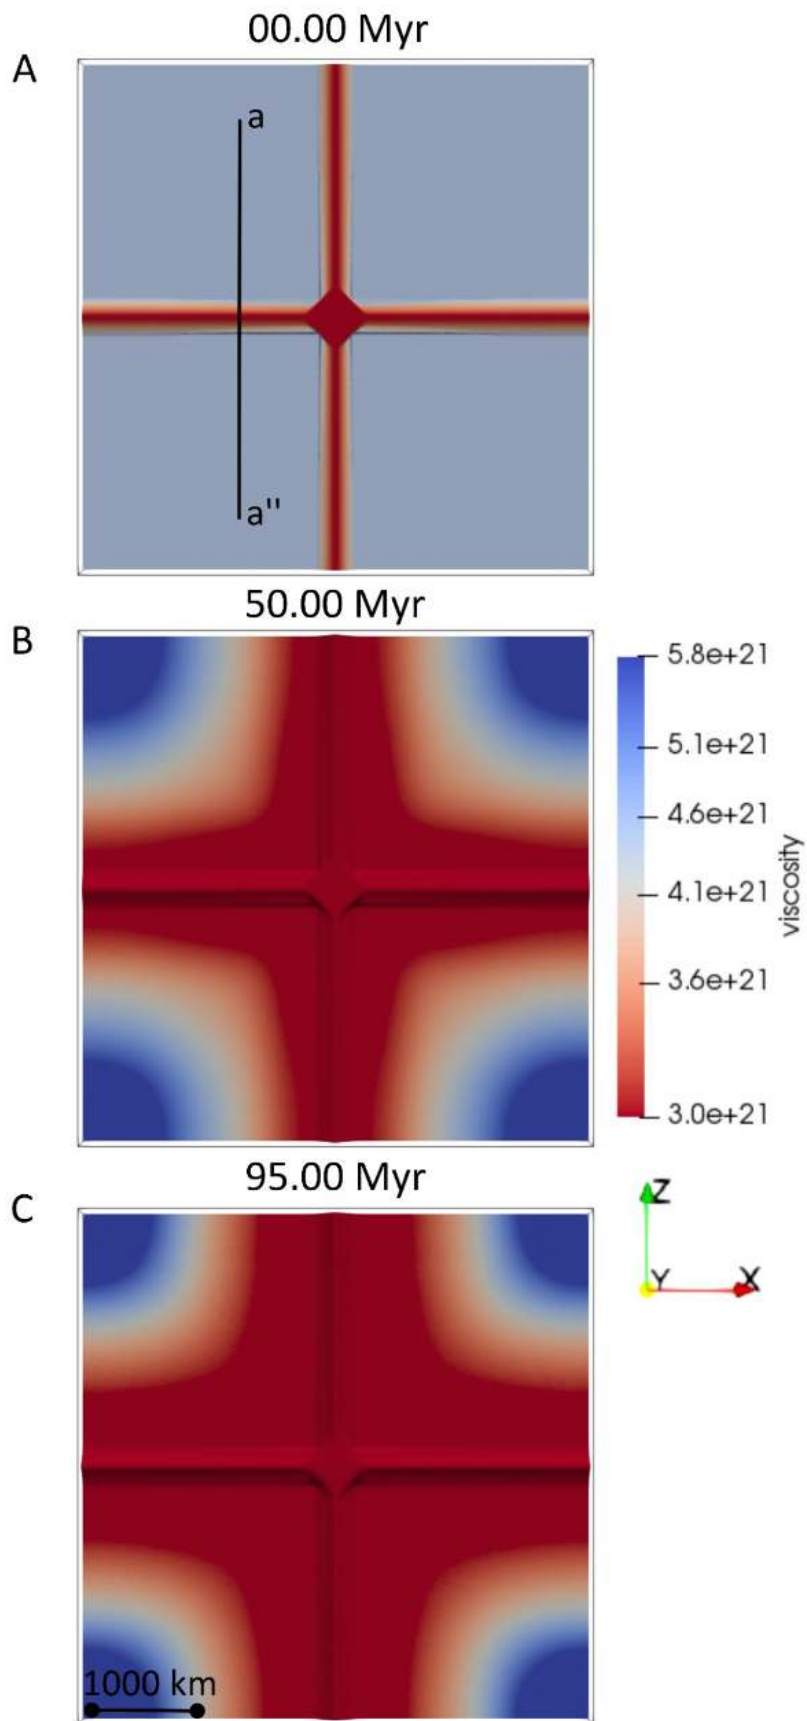 00.00 Myr
A
a
a"
50.00 Myr
B
5.8e+21
5.1e+21
4.6e+21
4.1e+21
3.6e+21
3.0e+21
viscosity
95.00 Myr
C
Z
Y
X
1000 km